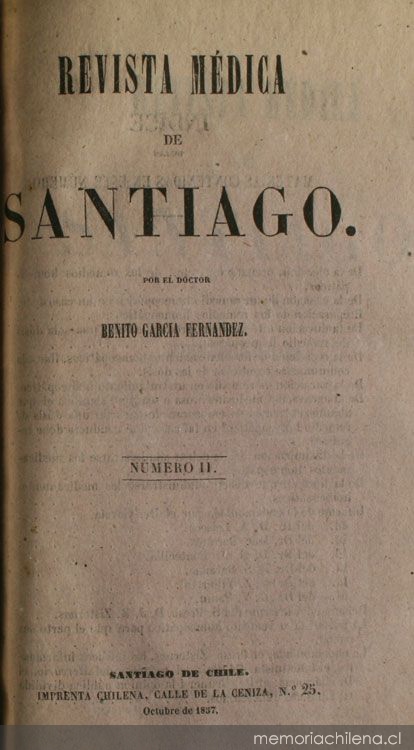 REVISTA MÉDICA
DE
SANTIAGO.
POR EL DOCTOR
BENITO GARCIA FERNANDEZ.
NÚMERO II.
SANTIAGO DE CHILE.
IMPRENTA CHILENA, CALLE DE LA CENIZA, N.º 25.
Octubre de 1857.
memoriachilena.cl